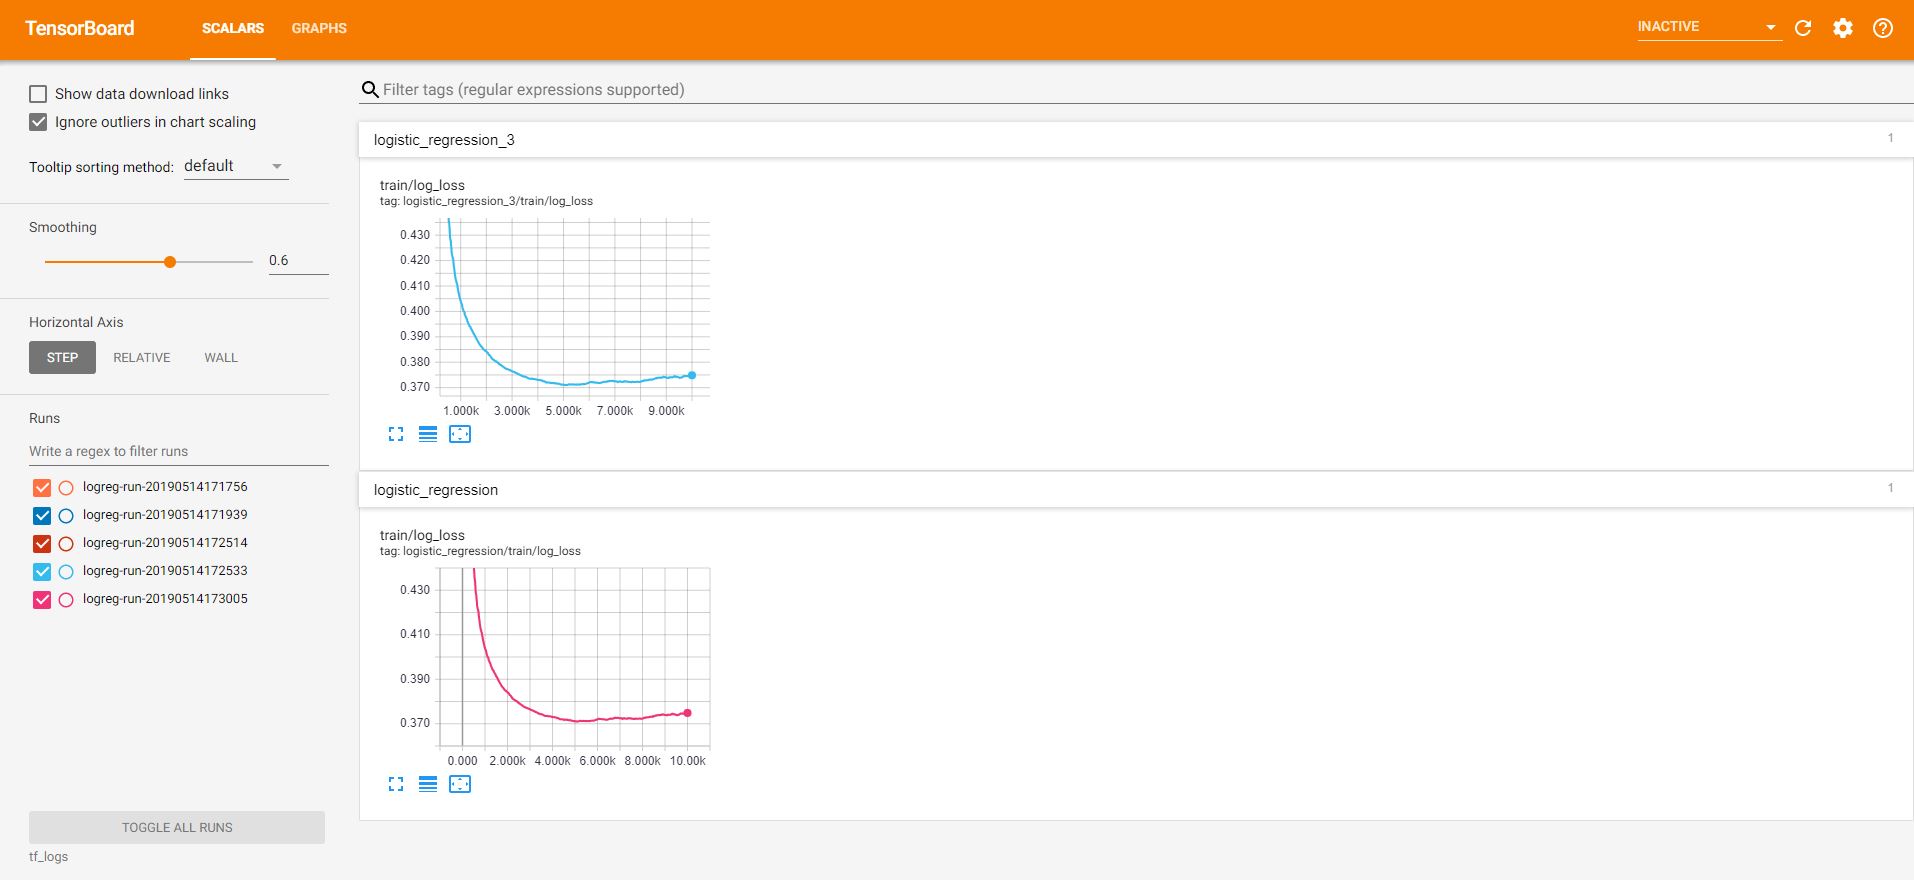 TensorBoard
SCALARS
GRAPHS
INACTIVE
Show data download links
Ignore outliers in chart scaling
Tooltip sorting method: default
Smoothing
0.6
Horizontal Axis
STEP
RELATIVE
WALL
Runs
Write a regex to filter runs
logreg-run-20190514171756
logreg-run-20190514171939
logreg-run-20190514172514
logreg-run-20190514172533
logreg-run-20190514173005
TOGGLE ALL RUNS
tf_logs
Filter tags (regular expressions supported)
logistic_regression_3
1
train/log_loss
tag: logistic_regression_3/train/log_loss
0.430
0.420
0.410
0.400
0.390
0.380
0.370
1.000k 3.000k 5.000k 7.000k 9.000k
logistic_regression
1
train/log_loss
tag: logistic_regression/train/log_loss
0.430
0.410
0.390
0.370
0.000 2.000k 4.000k 6.000k 8.000k 10.00k